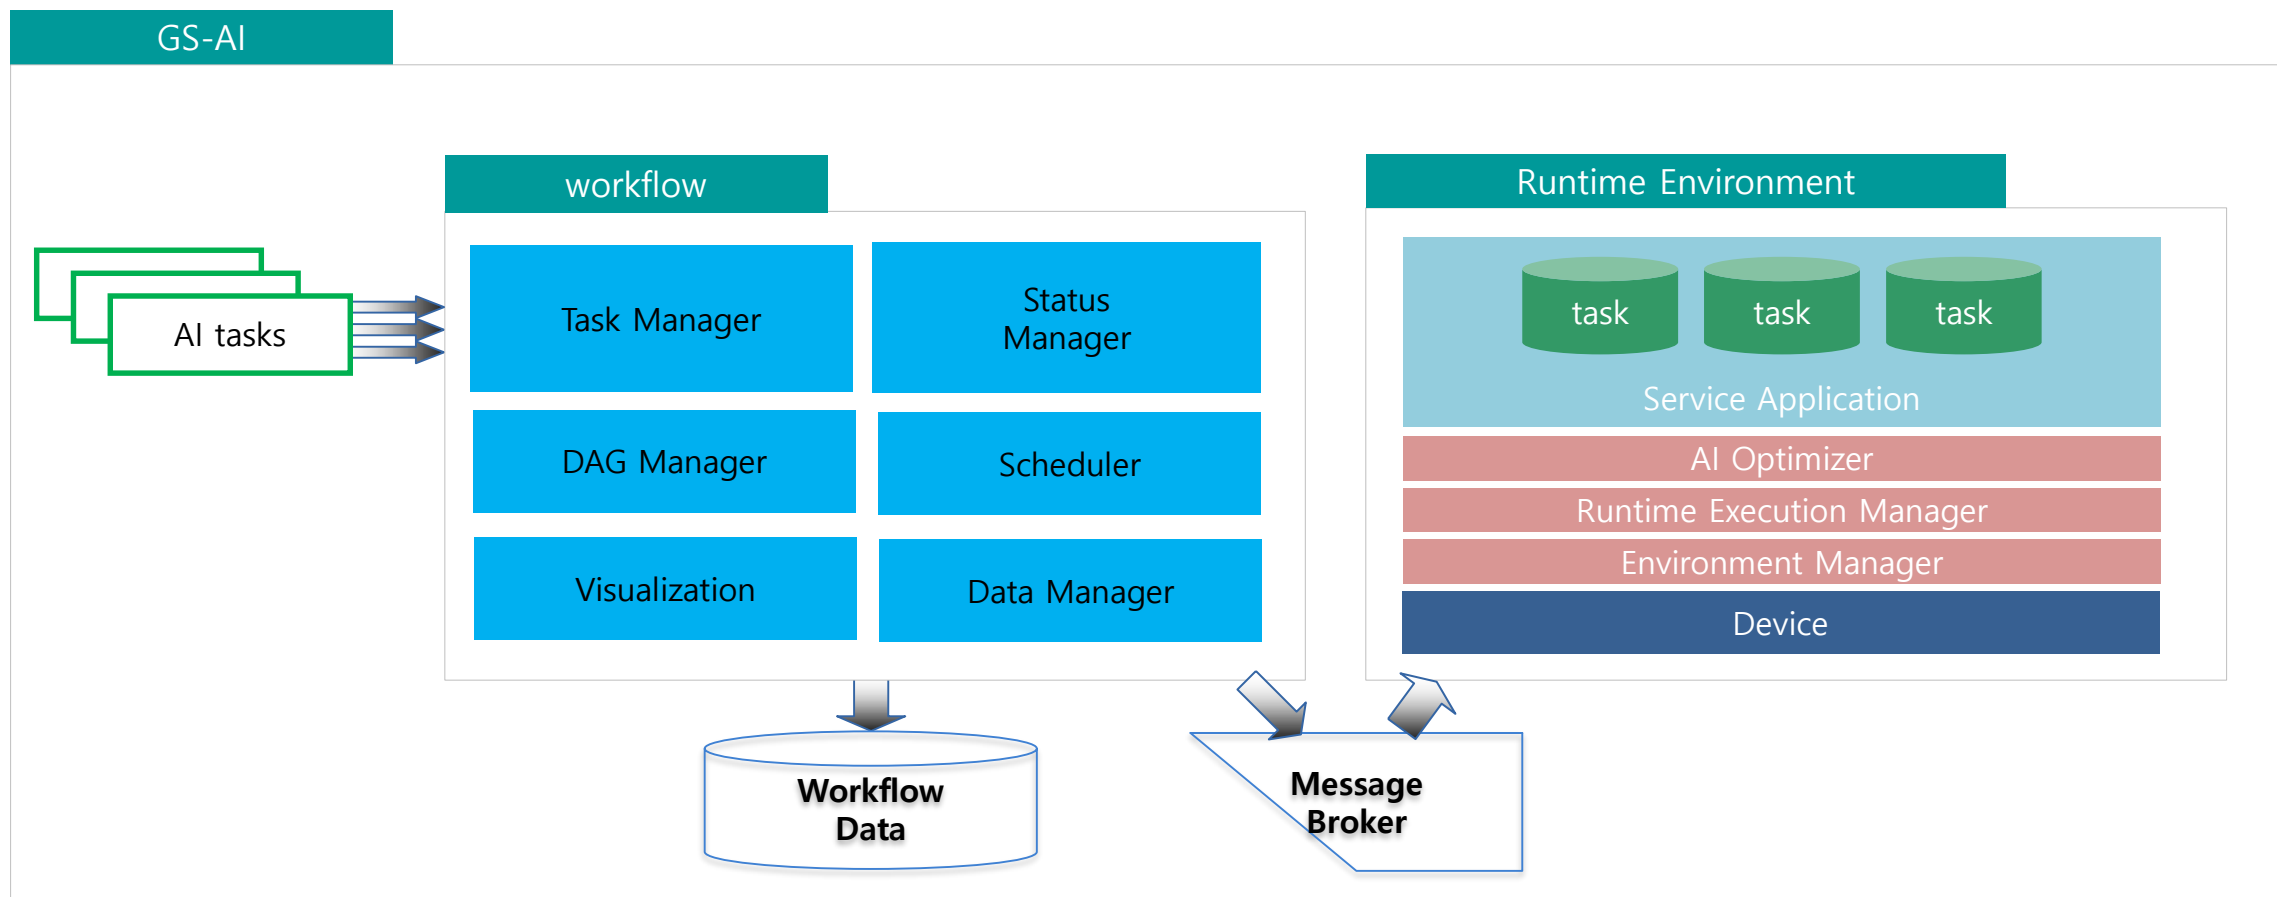 GS-AI
workflow
Runtime Environment
AI tasks
Task Manager
Status
Manager
DAG Manager
Scheduler
Visualization
Data Manager
task
task
task
Service Application
AI Optimizer
Runtime Execution Manager
Environment Manager
Device
Workflow
Data
Message
Broker